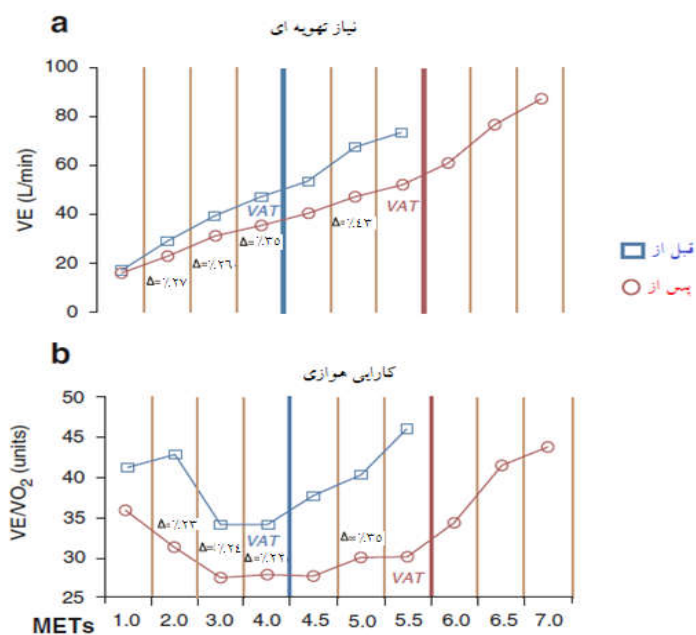 a
نیاز تهویه ای
100
80
60
40
20
0
VE (L/min)
VAT
VAT
Δ=٪۲۷
Δ=٪۲۶
Δ=٪۳۵
Δ=٪۴۳
قبل از
پس از
b
کارایی هوازی
50
45
40
35
30
25
VE/VO₂ (units)
Δ=٪۲۳
Δ=٪۲۴
VAT
Δ=٪۲۲
Δ=٪۳۵
VAT
METs 1.0 2.0 3.0 4.0 4.5 5.0 5.5 6.0 6.5 7.0